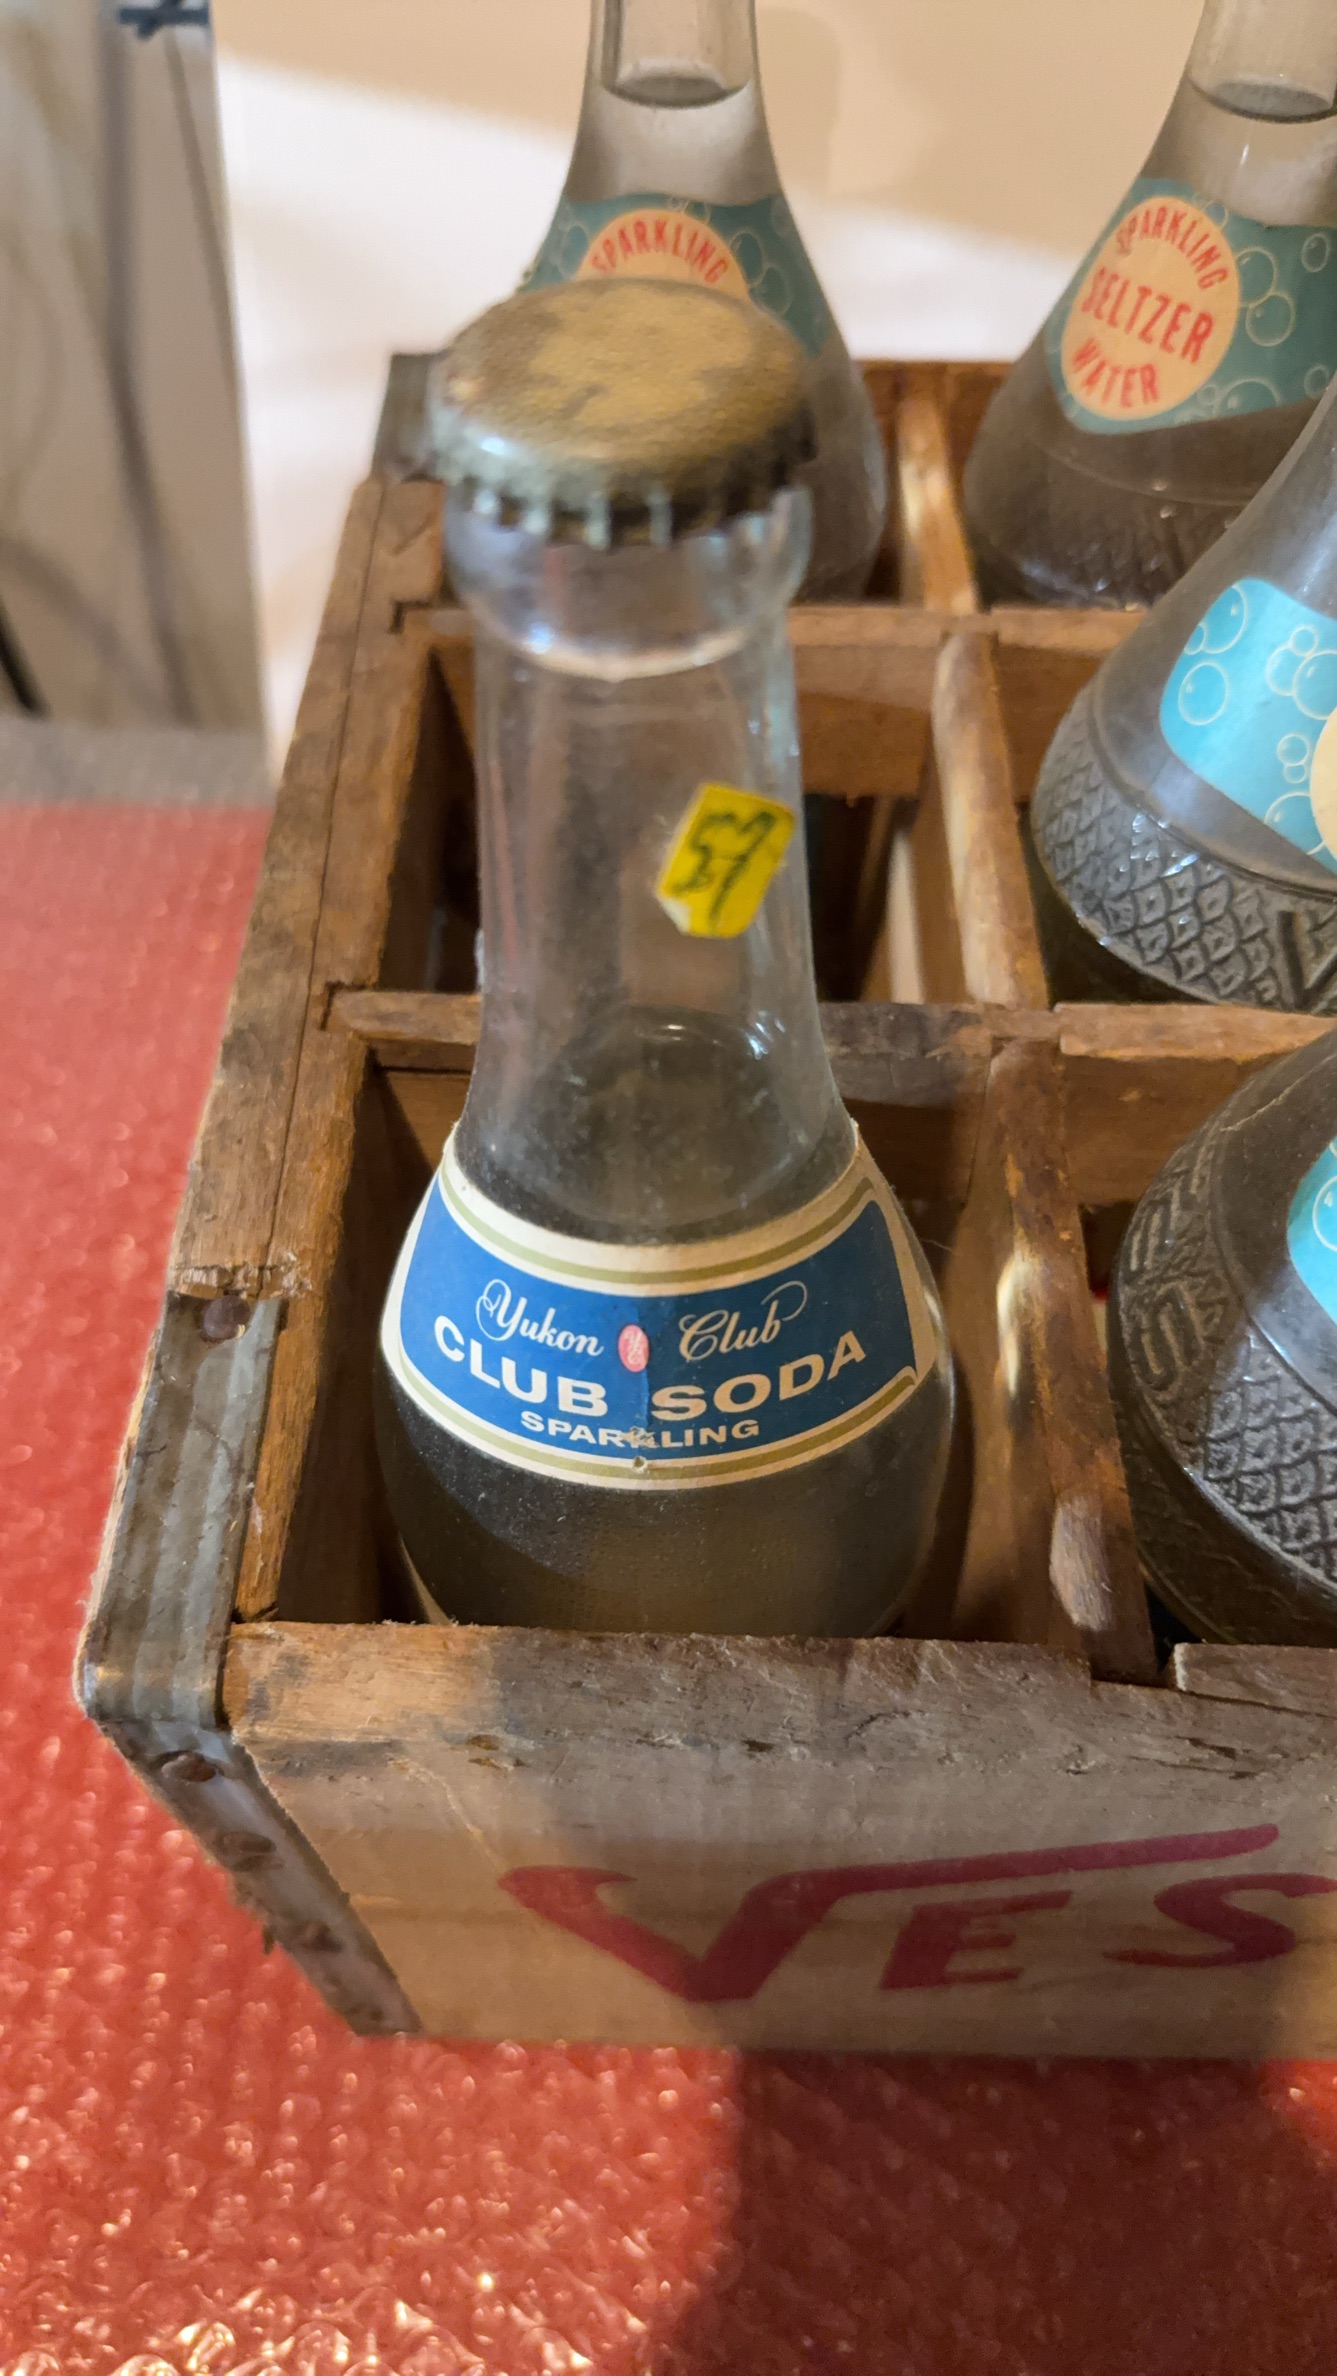 SPARKLING
SPARKLING
SELTZER
WATER
57
Yukon Club
CLUB SODA
SPARKLING
VES